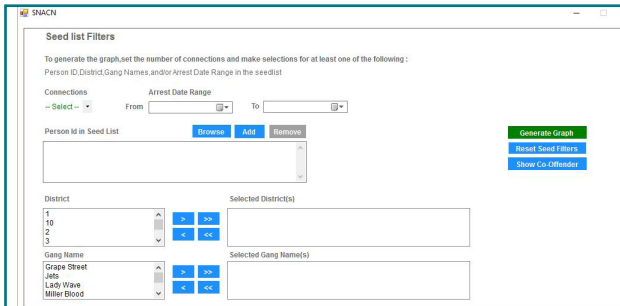 SNACN
Seed list Filters
To generate the graph,set the number of connections and make selections for at least one of the following :
Person ID,District,Gang Names,and/or Arrest Date Range in the seedlist
Connections Arrest Date Range
-- Select -- From To
Person Id in Seed List Browse Add Remove
Generate Graph
Reset Seed Filters
Show Co-Offender
District Selected District(s)
1
10
2
3
> >>
< <<
Gang Name Selected Gang Name(s)
Grape Street
Jets
Lady Wave
Miller Blood
> >>
< <<